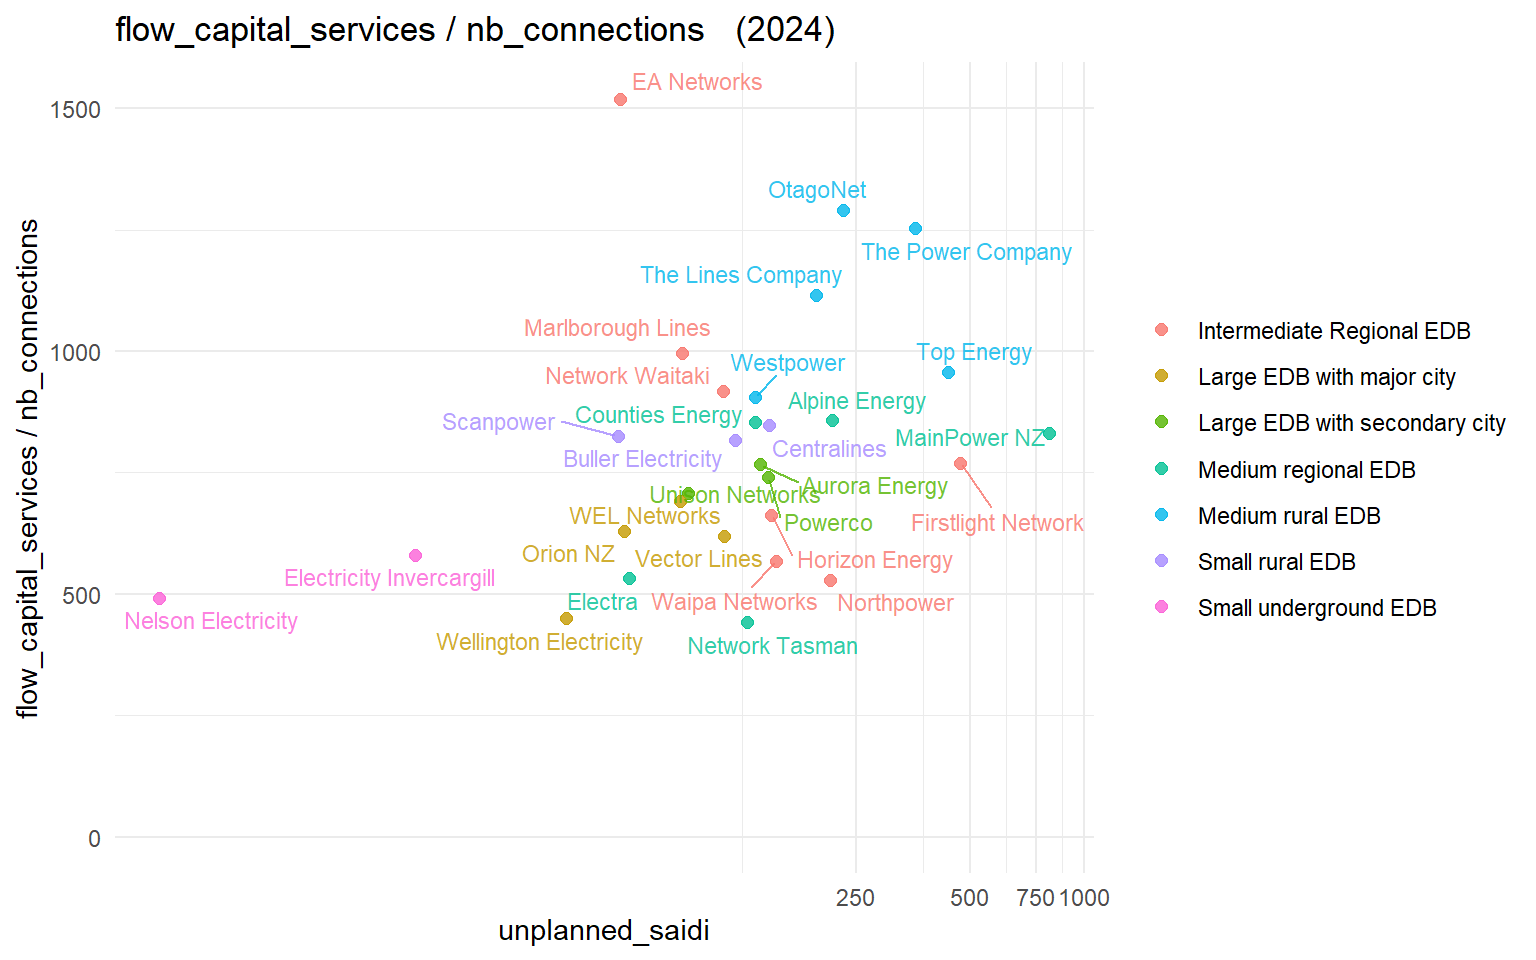 flow_capital_services / nb_connections (2024)
EA Networks
1500
OtagoNet
The Power Company
The Lines Company
Marlborough Lines
1000
Top Energy
Westpower
Network Waitaki
Alpine Energy
Counties Energy
Scanpower
MainPower NZ
Centralines
Buller Electricity
Aurora Energy
Unison Networks
WEL Networks
Powerco
Firstlight Network
Orion NZ
Vector Lines
Horizon Energy
Electricity Invercargill
500
Electra
Waipa Networks
Northpower
Nelson Electricity
Wellington Electricity
Network Tasman
0
250
500
750
1000
unplanned_saidi
flow_capital_services / nb_connections
Intermediate Regional EDB
Large EDB with major city
Large EDB with secondary city
Medium regional EDB
Medium rural EDB
Small rural EDB
Small underground EDB